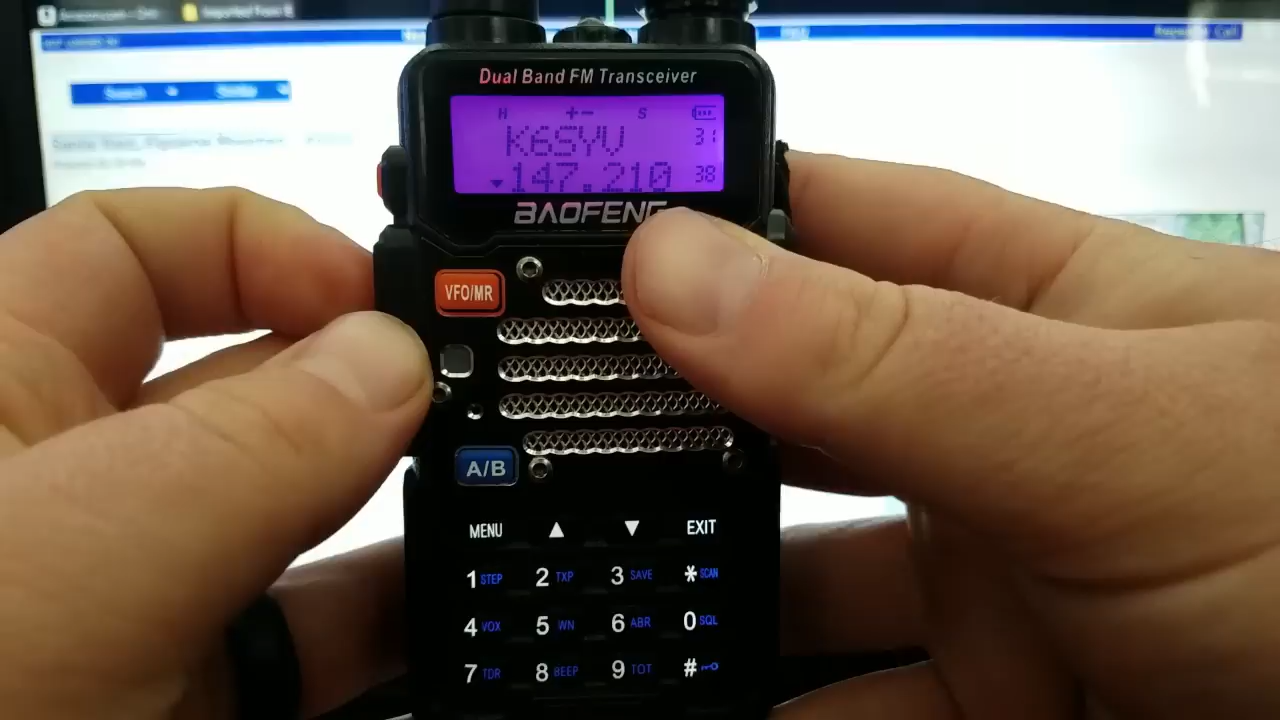 Dual Band FM Transceiver
H +- S
K6SYV 31
147.210 38
BAOFENG
VFO/MR
A/B
MENU ▲ ▼ EXIT
1 STEP 2 TXP 3 SAVE * SCAN
4 VOX 5 WN 6 ABR 0 SQL
7 TDR 8 BEEP 9 TOT #